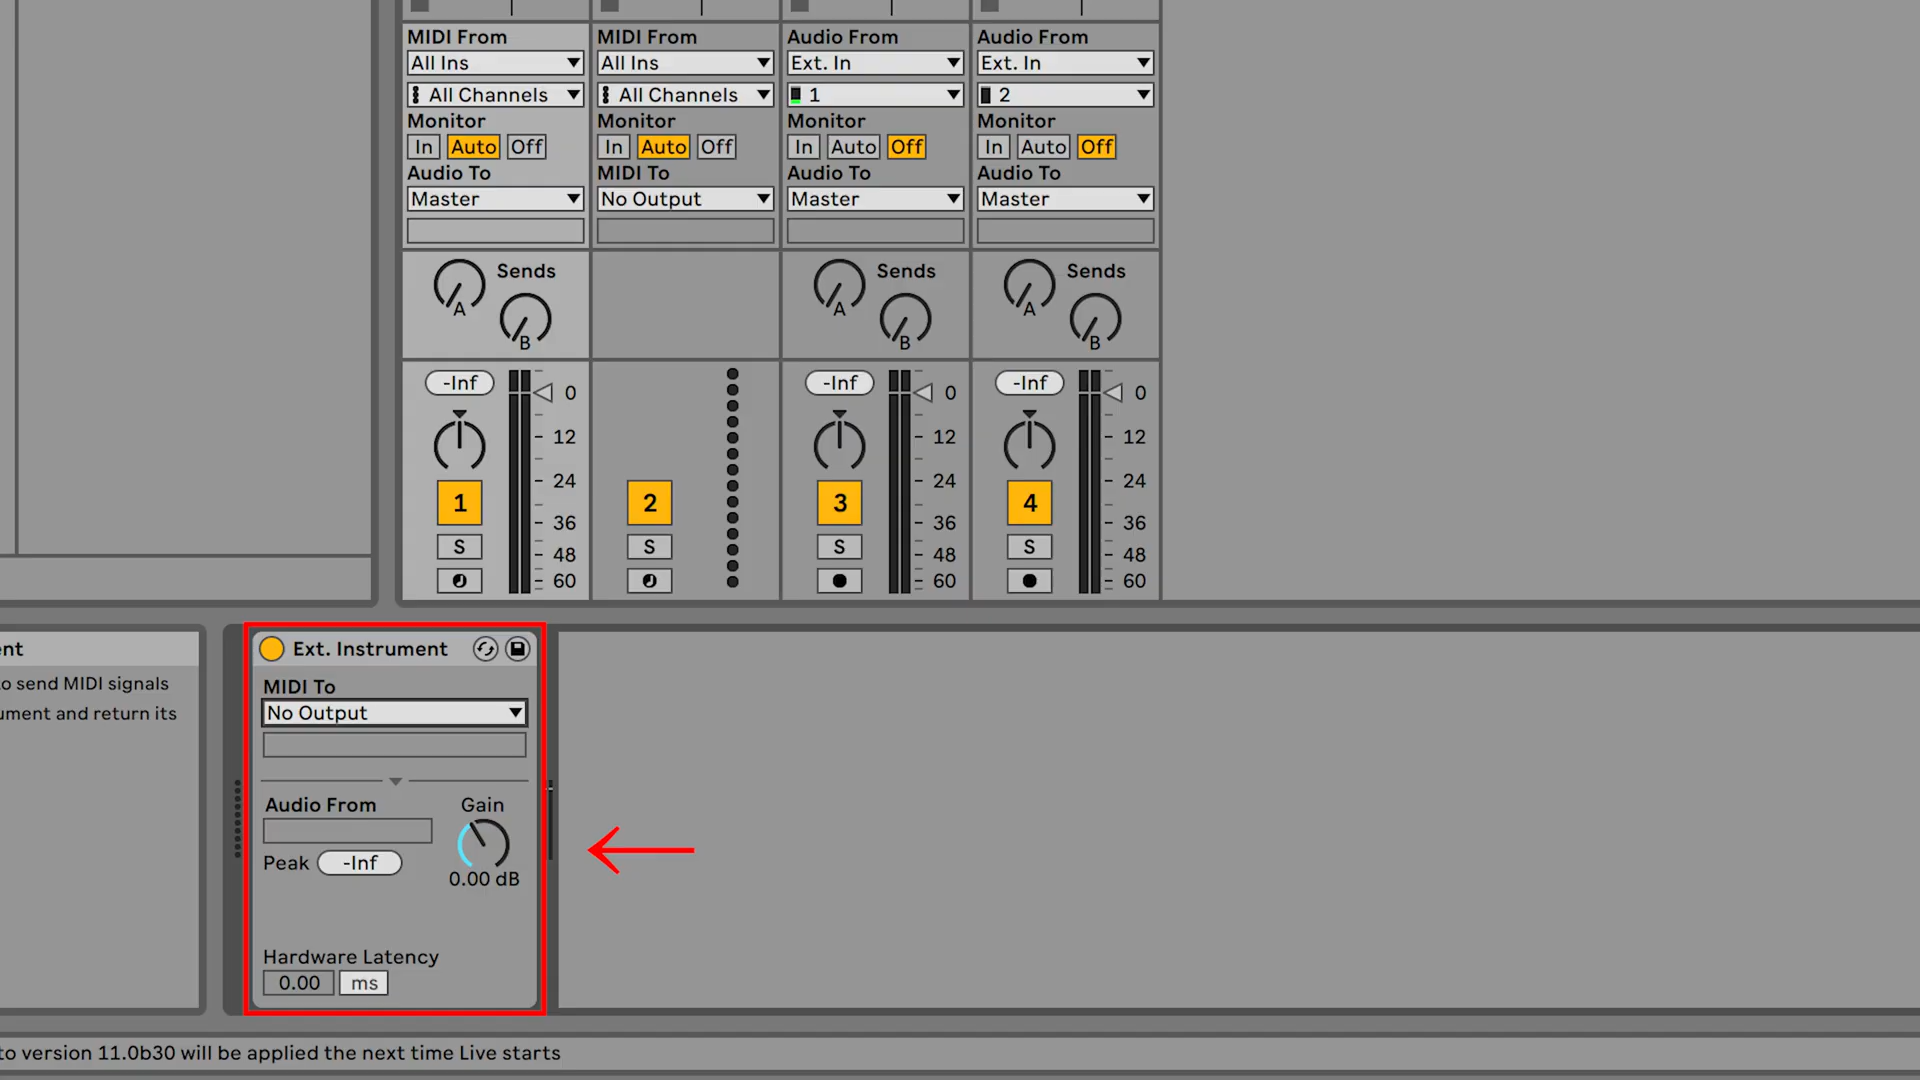 MIDI From MIDI From Audio From Audio From
All Ins All Ins Ext. In Ext. In
All Channels All Channels 1 2
Monitor Monitor Monitor Monitor
In Auto Off In Auto Off In Auto Off In Auto Off
Audio To MIDI To Audio To Audio To
Master No Output Master Master
Sends Sends Sends
A A A
B B B
-Inf 0 -Inf 0 -Inf 0
12 12 12
24 24 24
1 2 3 4
36 36 36
S S S S
48 48 48
60 60 60
nt Ext. Instrument
o send MIDI signals MIDI To
ument and return its No Output
Audio From Gain
Peak -Inf
0.00 dB
Hardware Latency
0.00 ms
to version 11.0b30 will be applied the next time Live starts